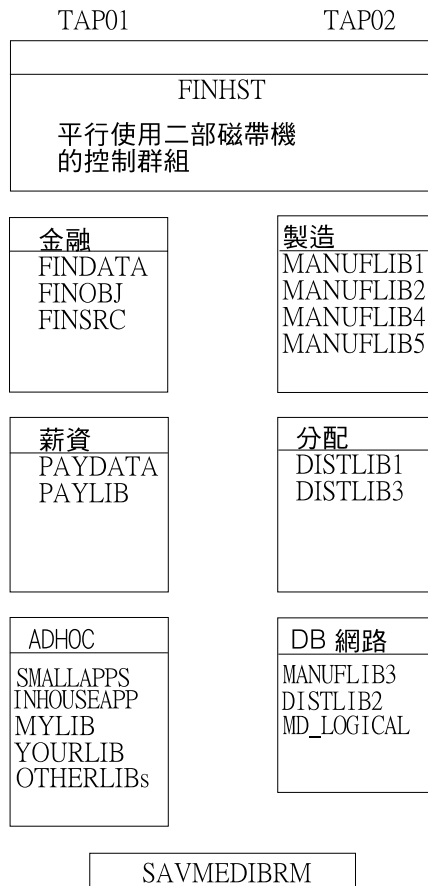 TAP01 TAP02
FINHST
平行使用二部磁帶機
的控制群組
金融
FINDATA
FINOBJ
FINSRC
製造
MANUFLIB1
MANUFLIB2
MANUFLIB4
MANUFLIB5
薪資
PAYDATA
PAYLIB
分配
DISTLIB1
DISTLIB3
ADHOC
SMALLAPPS
INHOUSEAPP
MYLIB
YOURLIB
OTHERLIBs
DB 網路
MANUFLIB3
DISTLIB2
MD_LOGICAL
SAVMEDIBRM